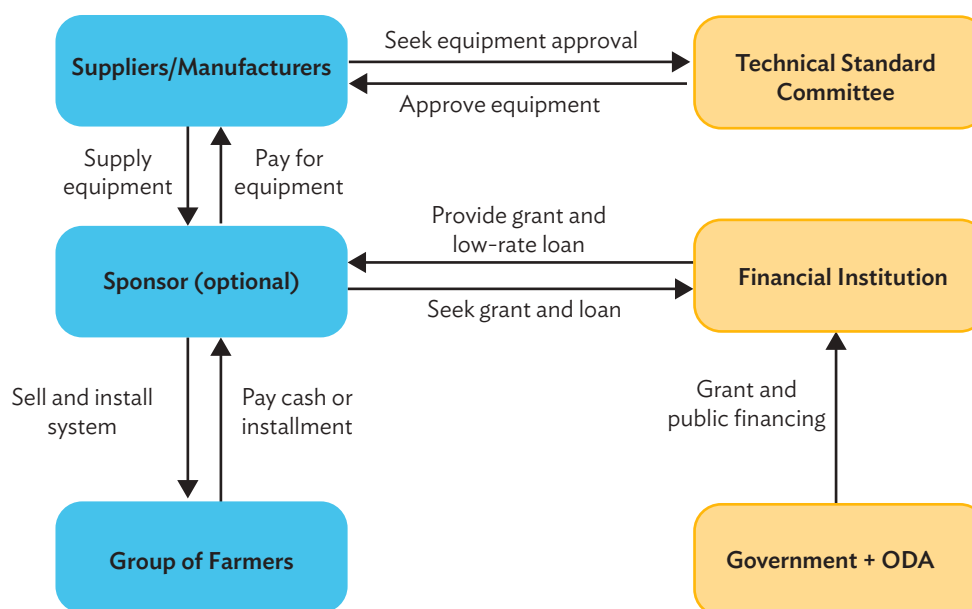 Seek equipment approval
Suppliers/Manufacturers
Technical Standard
Committee
Approve equipment
Supply
equipment
Pay for
equipment
Provide grant and
low-rate loan
Sponsor (optional)
Financial Institution
Seek grant and loan
Sell and install
system
Pay cash or
installment
Grant and
public financing
Group of Farmers
Government + ODA